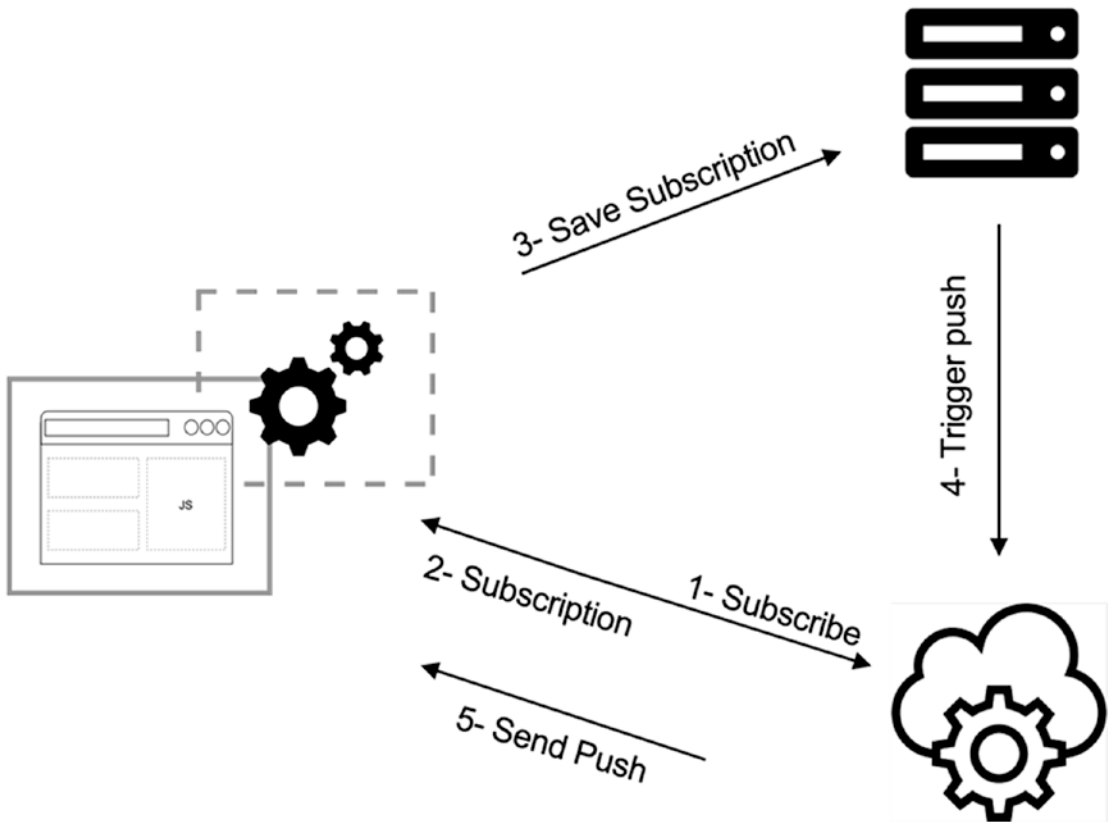 3- Save Subscription
4- Trigger push
JS
1- Subscribe
2- Subscription
5- Send Push